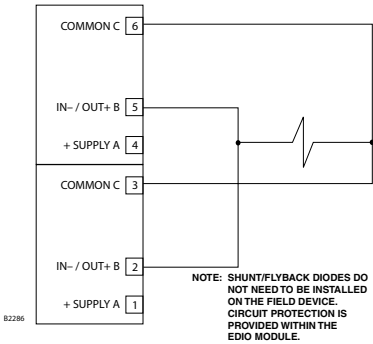 COMMON C 6
IN– / OUT+ B 5
+ SUPPLY A 4
COMMON C 3
IN– / OUT+ B 2
+ SUPPLY A 1
B2286
NOTE: SHUNT/FLYBACK DIODES DO
NOT NEED TO BE INSTALLED
ON THE FIELD DEVICE.
CIRCUIT PROTECTION IS
PROVIDED WITHIN THE
EDIO MODULE.